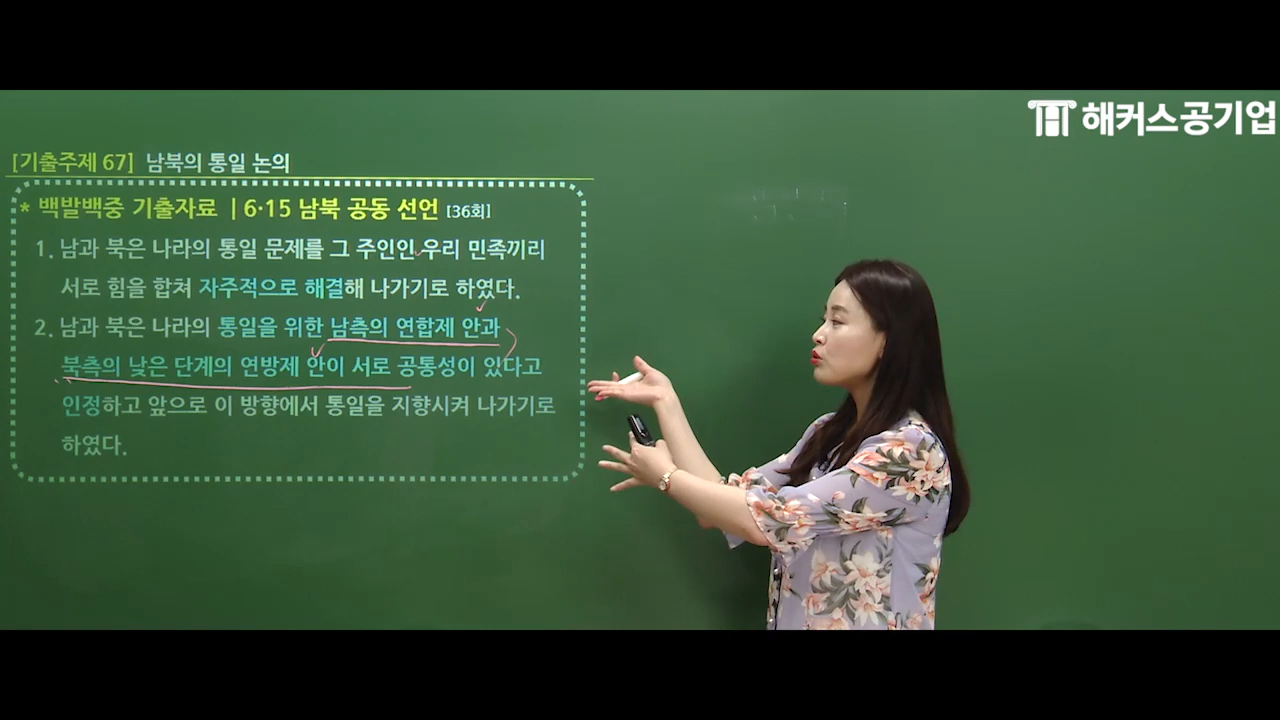 해커스공기업
[기출주제 67] 남북의 통일 논의
* 백발백중 기출자료 | 6·15 남북 공동 선언 [36회]
1. 남과 북은 나라의 통일 문제를 그 주인인 우리 민족끼리
서로 힘을 합쳐 자주적으로 해결해 나가기로 하였다.
2. 남과 북은 나라의 통일을 위한 남측의 연합제 안과
북측의 낮은 단계의 연방제 안이 서로 공통성이 있다고
인정하고 앞으로 이 방향에서 통일을 지향시켜 나가기로
하였다.